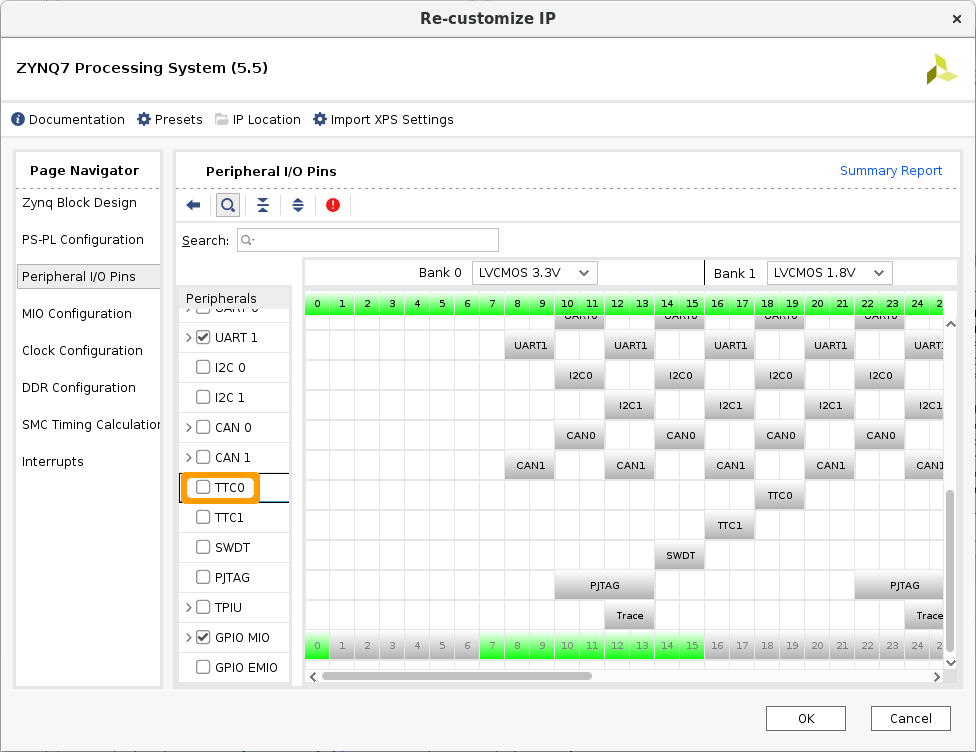 Re-customize IP
ZYNQ7 Processing System (5.5)
Documentation Presets IP Location Import XPS Settings
Page Navigator
Zynq Block Design
PS-PL Configuration
Peripheral I/O Pins
MIO Configuration
Clock Configuration
DDR Configuration
SMC Timing Calculation
Interrupts
Peripheral I/O Pins Summary Report
Search:
Bank 0 LVCMOS 3.3V Bank 1 LVCMOS 1.8V
Peripherals 0 1 2 3 4 5 6 7 8 9 10 11 12 13 14 15 16 17 18 19 20 21 22 23 24 2
UART 0 UART0 UART0 UART0 UART0
UART 1 UART1 UART1 UART1 UART1 UART1
I2C 0 I2C0 I2C0 I2C0 I2C0
I2C 1 I2C1 I2C1 I2C1 I2C1
CAN 0 CAN0 CAN0 CAN0 CAN0
CAN 1 CAN1 CAN1 CAN1 CAN1 CAN1
TTC0 TTC0
TTC1 TTC1
SWDT SWDT
PJTAG PJTAG PJTAG
TPIU Trace Trace
GPIO MIO 0 1 2 3 4 5 6 7 8 9 10 11 12 13 14 15 16 17 18 19 20 21 22 23 24 2
GPIO EMIO
OK Cancel